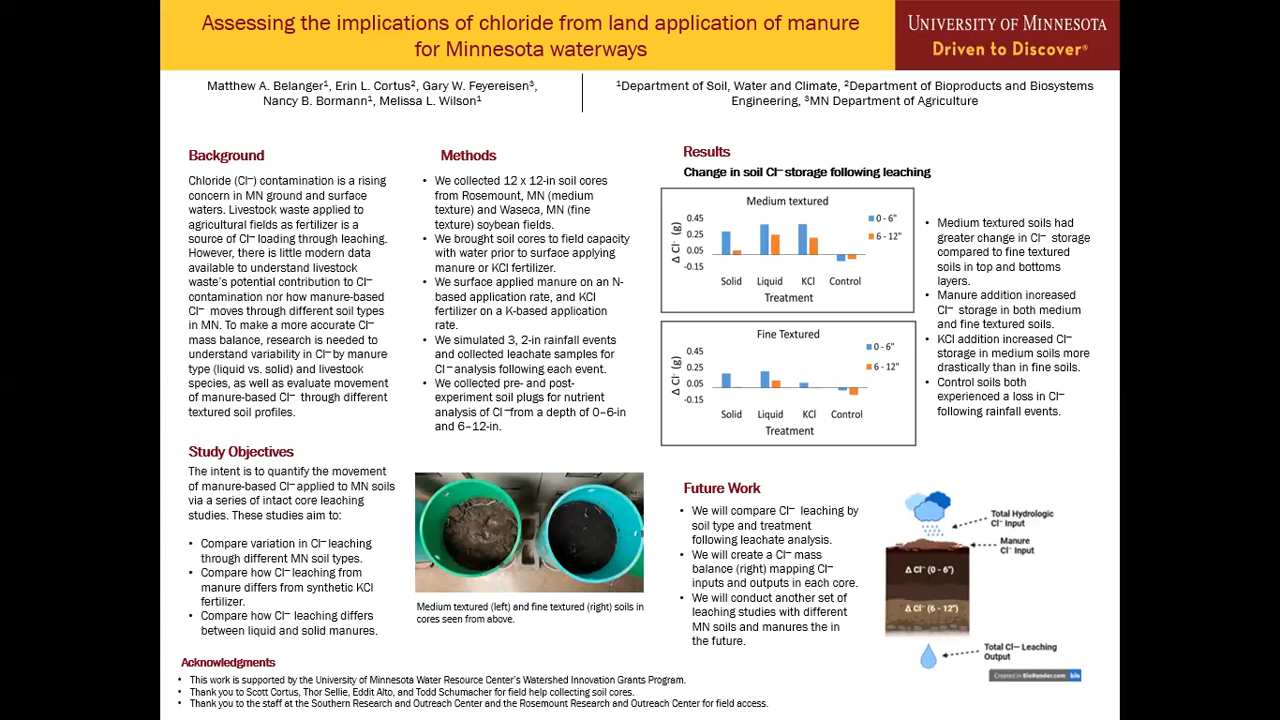 Assessing the implications of chloride from land application of manure
for Minnesota waterways
UNIVERSITY OF MINNESOTA
Driven to Discover®
Matthew A. Belanger¹, Erin L. Cortus², Gary W. Feyereisen³,
Nancy B. Bormann¹, Melissa L. Wilson¹
¹Department of Soil, Water and Climate, ²Department of Bioproducts and Biosystems
Engineering, ³MN Department of Agriculture
Background
Chloride (Cl⁻) contamination is a rising
concern in MN ground and surface
waters. Livestock waste applied to
agricultural fields as fertilizer is a
source of Cl⁻ loading through leaching.
However, there is little modern data
available to understand livestock
waste's potential contribution to Cl⁻
contamination nor how manure-based
Cl⁻ moves through different soil types
in MN. To make a more accurate Cl⁻
mass balance, research is needed to
understand variability in Cl⁻ by manure
type (liquid vs. solid) and livestock
species, as well as evaluate movement
of manure-based Cl⁻ through different
textured soil profiles.
Study Objectives
The intent is to quantify the movement
of manure-based Cl⁻ applied to MN soils
via a series of intact core leaching
studies. These studies aim to:
• Compare variation in Cl⁻ leaching
through different MN soil types.
• Compare how Cl⁻ leaching from
manure differs from synthetic KCl
fertilizer.
• Compare how Cl⁻ leaching differs
between liquid and solid manures.
Methods
• We collected 12 x 12-in soil cores
from Rosemount, MN (medium
texture) and Waseca, MN (fine
texture) soybean fields.
• We brought soil cores to field capacity
with water prior to surface applying
manure or KCl fertilizer.
• We surface applied manure on an N-
based application rate, and KCl
fertilizer on a K-based application
rate.
• We simulated 3, 2-in rainfall events
and collected leachate samples for
Cl⁻ analysis following each event.
• We collected pre- and post-
experiment soil plugs for nutrient
analysis of Cl⁻ from a depth of 0–6-in
and 6–12-in.
Medium textured (left) and fine textured (right) soils in
cores seen from above.
Results
Change in soil Cl⁻ storage following leaching
Medium textured
Δ Cl⁻ (g)
0.45
0.25
0.05
-0.15
0 - 6"
6 - 12"
Solid Liquid KCl Control
Treatment
Fine Textured
Δ Cl⁻ (g)
0.45
0.25
0.05
-0.15
0 - 6"
6 - 12"
Solid Liquid KCl Control
Treatment
• Medium textured soils had
greater change in Cl⁻ storage
compared to fine textured
soils in top and bottoms
layers.
• Manure addition increased
Cl⁻ storage in both medium
and fine textured soils.
• KCl addition increased Cl⁻
storage in medium soils more
drastically than in fine soils.
• Control soils both
experienced a loss in Cl⁻
following rainfall events.
Future Work
• We will compare Cl⁻ leaching by
soil type and treatment
following leachate analysis.
• We will create a Cl⁻ mass
balance (right) mapping Cl⁻
inputs and outputs in each core.
• We will conduct another set of
leaching studies with different
MN soils and manures the in
the future.
Total Hydrologic
Cl⁻ Input
Manure
Cl⁻ Input
Δ Cl⁻ (0 - 6")
Δ Cl⁻ (6 - 12")
Total Cl— Leaching
Output
Created in BioRender.com bio
Acknowledgments
• This work is supported by the University of Minnesota Water Resource Center's Watershed Innovation Grants Program.
• Thank you to Scott Cortus, Thor Sellie, Eddit Alto, and Todd Schumacher for field help collecting soil cores.
• Thank you to the staff at the Southern Research and Outreach Center and the Rosemount Research and Outreach Center for field access.